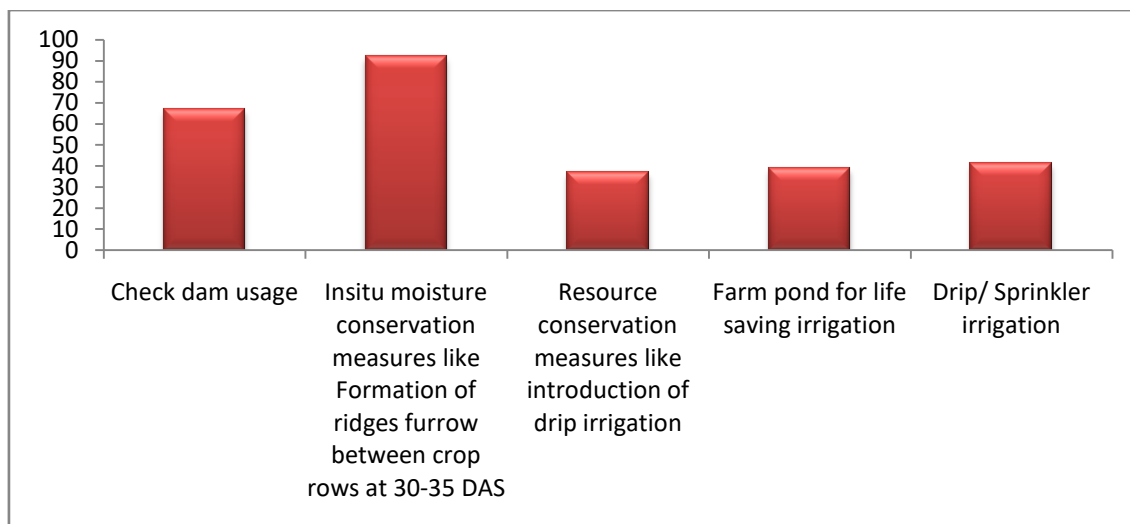 100
90
80
70
60
50
40
30
20
10
0
Check dam usage
Insitu moisture
conservation
measures like
Formation of
ridges furrow
between crop
rows at 30-35 DAS
Resource
conservation
measures like
introduction of
drip irrigation
Farm pond for life
saving irrigation
Drip/ Sprinkler
irrigation